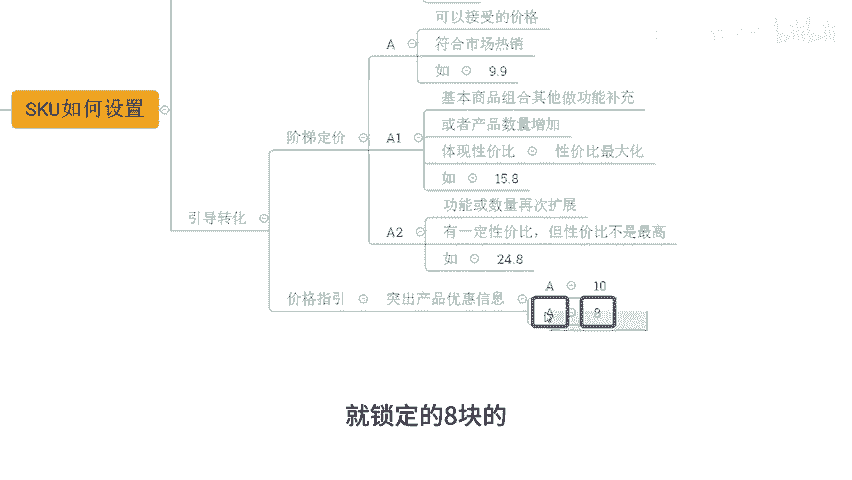 可以接受的价格
A
符合市场热销
如 9.9
SKU如何设置
基本商品组合其他做功能补充
或者产品数量增加
阶梯定价
A1
体现性价比
性价比最大化
如 15.8
功能或数量再次扩展
引导转化
A2
有一定性价比，但性价比不是最高
如 24.8
A 10
价格指引
突出产品优惠信息
A 8
就锁定的8块的